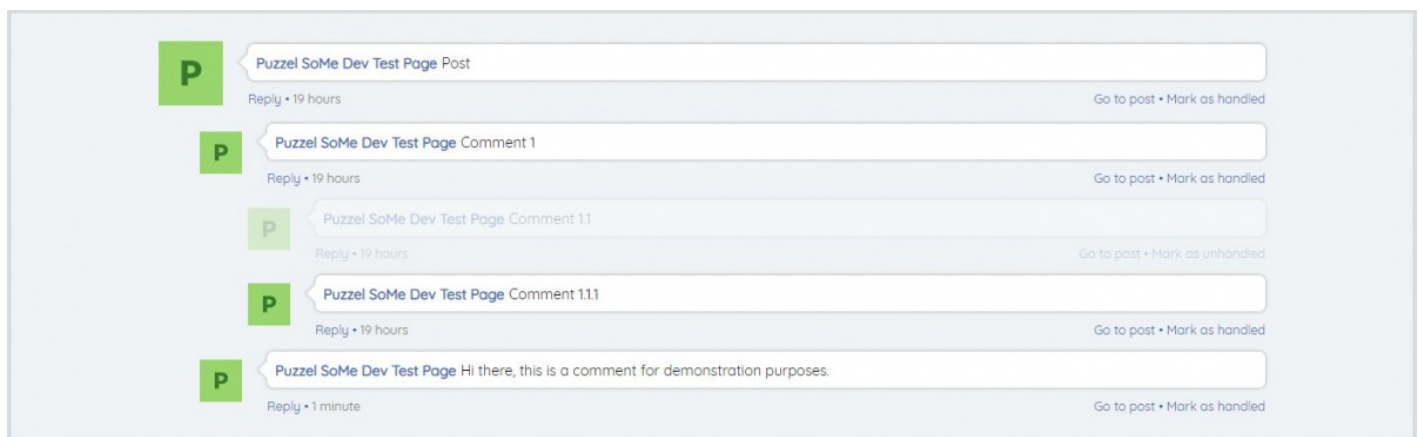 P
Puzzel SoMe Dev Test Page Post
Reply • 19 hours Go to post • Mark as handled
P
Puzzel SoMe Dev Test Page Comment 1
Reply • 19 hours Go to post • Mark as handled
P
Puzzel SoMe Dev Test Page Comment 1.1
Reply • 19 hours Go to post • Mark as unhandled
P
Puzzel SoMe Dev Test Page Comment 1.1.1
Reply • 19 hours Go to post • Mark as handled
P
Puzzel SoMe Dev Test Page Hi there, this is a comment for demonstration purposes.
Reply • 1 minute Go to post • Mark as handled